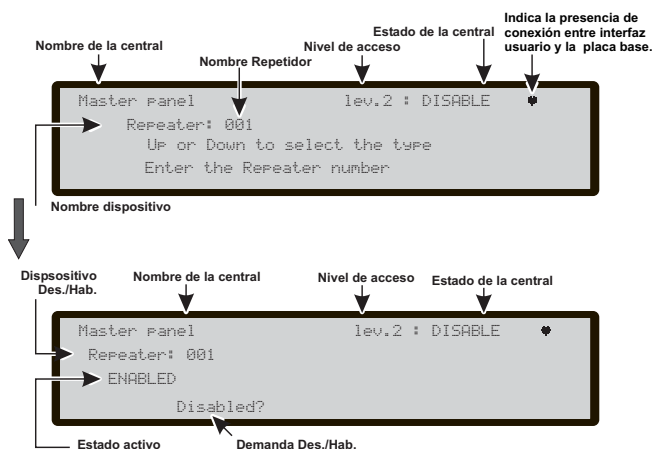 Indica la presencia de
conexión entre interfaz
usuario y la placa base.
Nombre de la central
Nombre Repetidor
Nivel de acceso
Estado de la central
Master panel lev.2 : DISABLE ♥
Repeater: 001
Up or Down to select the type
Enter the Repeater number
Nombre dispositivo
Dispsositivo
Des./Hab.
Nombre de la central
Nivel de acceso
Estado de la central
Master panel lev.2 : DISABLE ♥
Repeater: 001
ENABLED
Disabled?
Estado activo
Demanda Des./Hab.